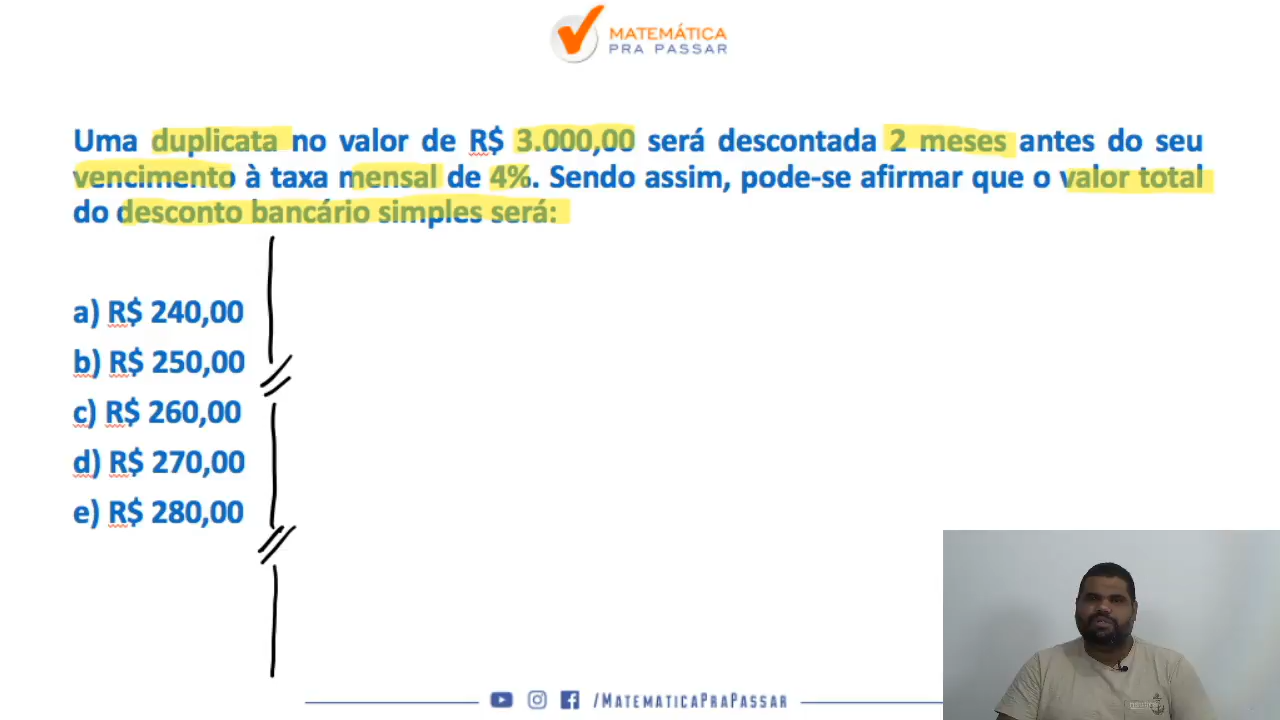 MATEMÁTICA
PRA PASSAR
Uma duplicata no valor de R$ 3.000,00 será descontada 2 meses antes do seu
vencimento à taxa mensal de 4%. Sendo assim, pode-se afirmar que o valor total
do desconto bancário simples será:
a) R$ 240,00
b) R$ 250,00
c) R$ 260,00
d) R$ 270,00
e) R$ 280,00
/MATEMATICAPRAPASSAR